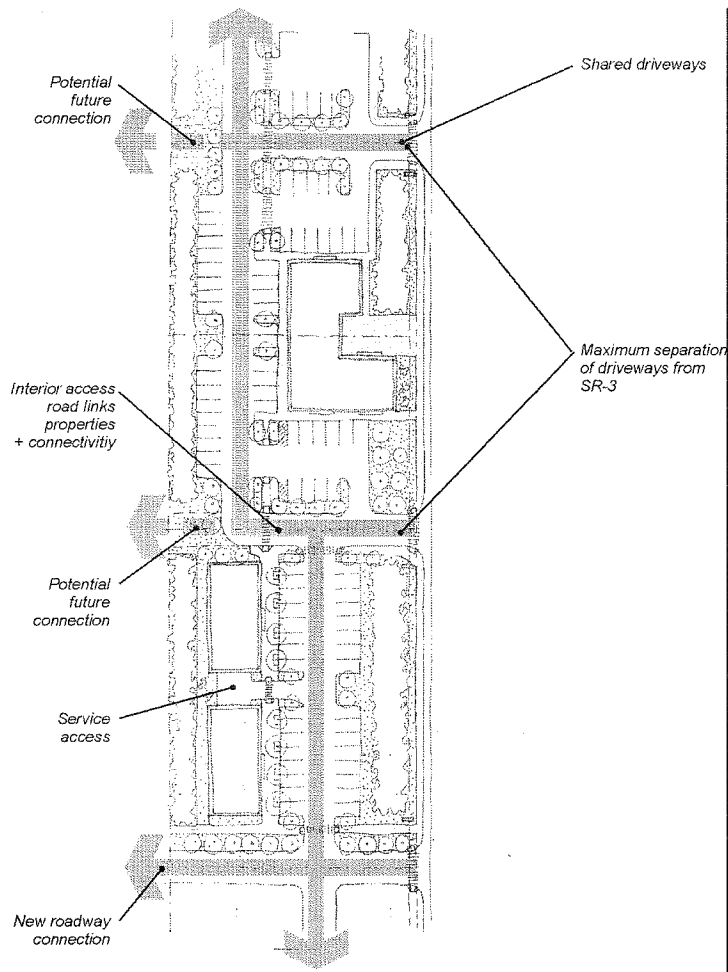 Shared driveways
Potential
future
connection
Maximum separation
of driveways from
SR-3
Interior access
road links
properties
+ connectivitiy
Potential
future
connection
Service
access
New roadway
connection